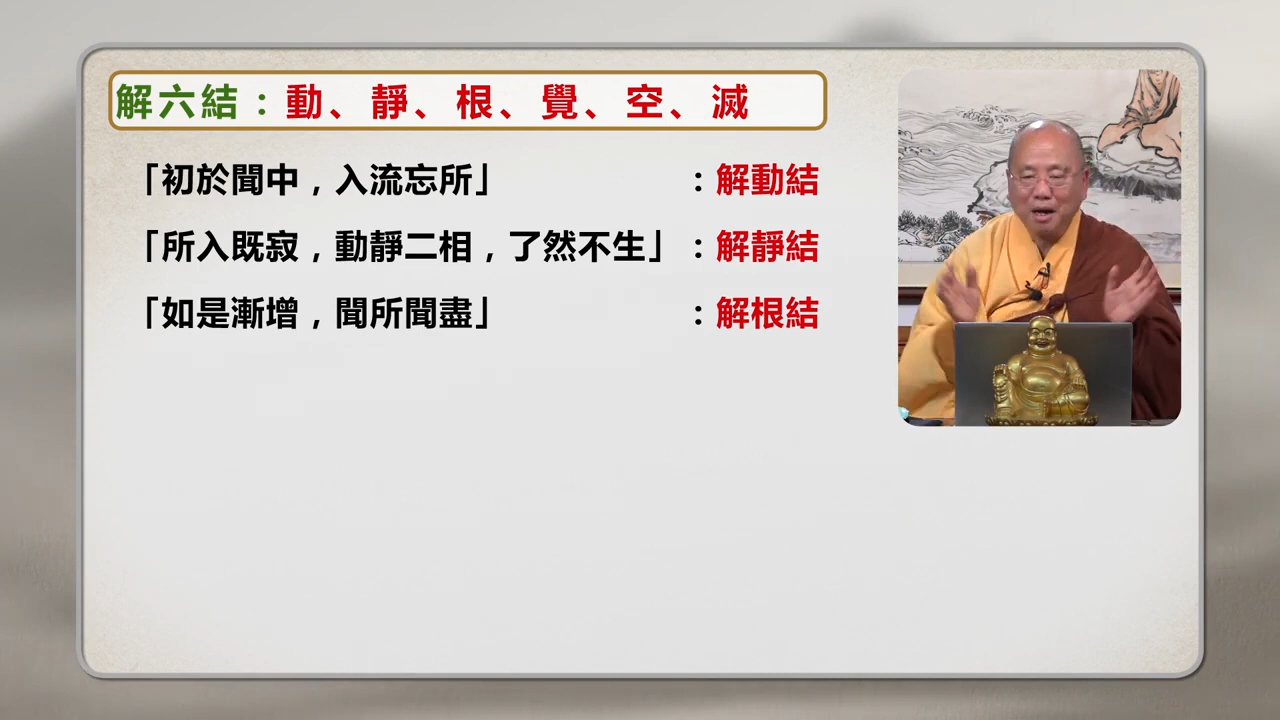 解六結：動、靜、根、覺、空、滅
「初於聞中，入流忘所」：解動結
「所入既寂，動靜二相，了然不生」：解靜結
「如是漸增，聞所聞盡」：解根結